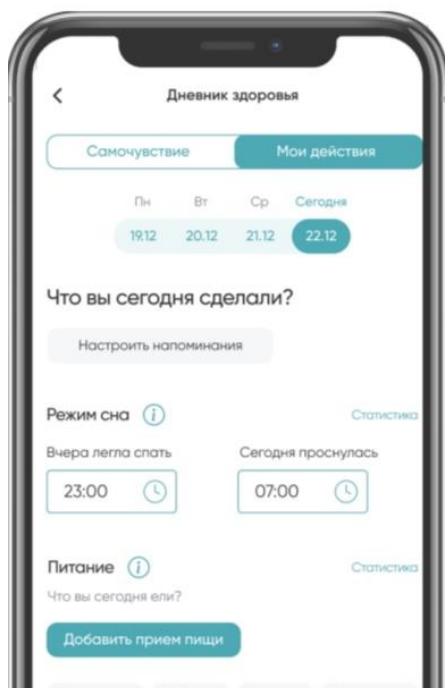 Дневник здоровья
Самочувствие Мои действия
Пн Вт Ср Сегодня
19.12 20.12 21.12 22.12
Что вы сегодня сделали?
Настроить напоминания
Режим сна i Статистика
Вчера легла спать Сегодня проснулась
23:00 07:00
Питание i Статистика
Что вы сегодня ели?
Добавить прием пищи